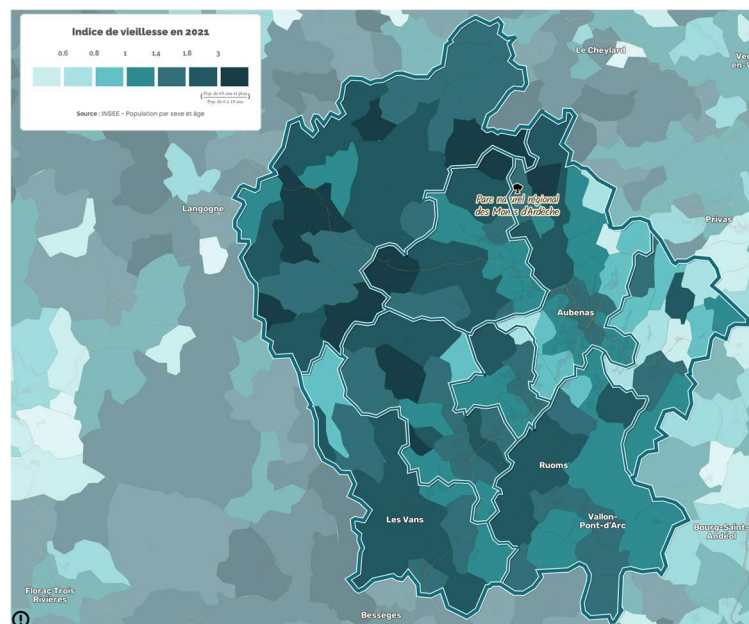 Indice de vieillesse en 2021
0.6 0.8 1 1.4 1.8 3
Pop. de 65 ans et plus
Pop. de 0 à 19 ans
Source : INSEE - Population par sexe et âge
Le Cheylard
Langogne
Parc naturel régional
des Monts d'Ardèche
Privas
Aubenas
Ruoms
Les Vans
Vallon-
Pont-d'Arc
Bourg-Saint-
Andéol
Florac Trois
Rivières
Bessèges